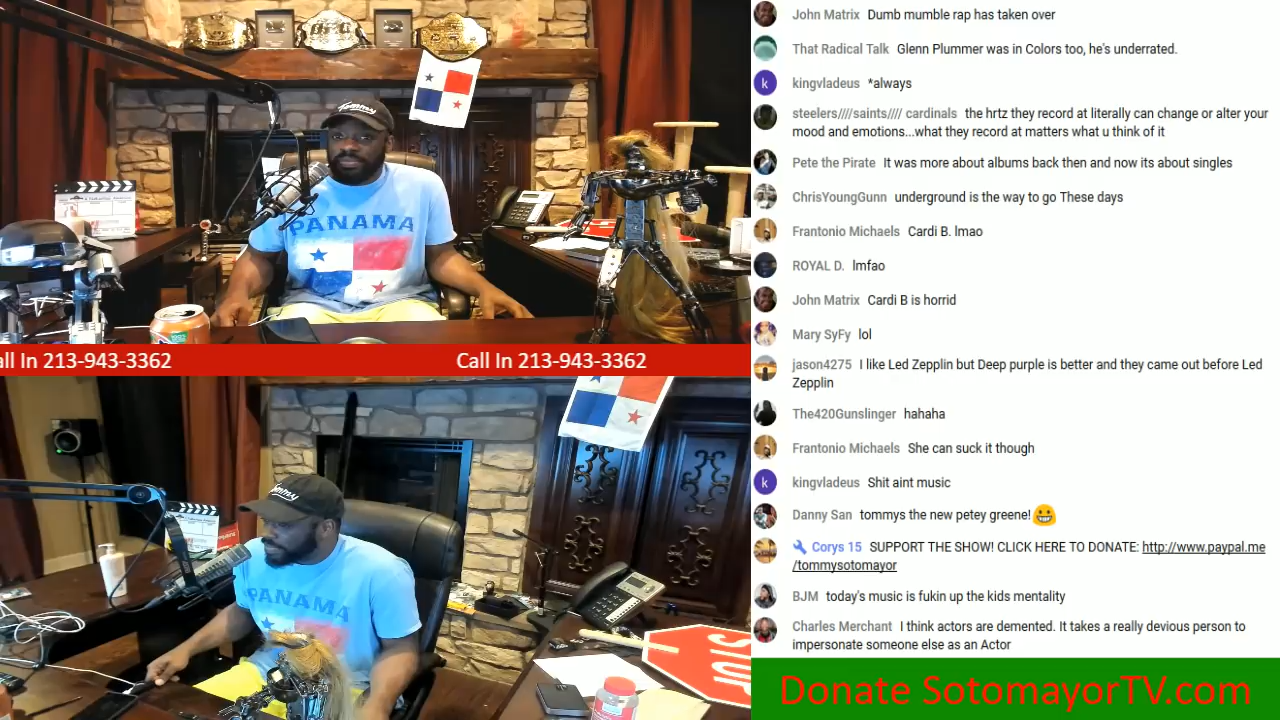 Tommy
PANAMA
all In 213-943-3362
Call In 213-943-3362
Tommy
PANAMA
STOP
John Matrix Dumb mumble rap has taken over
That Radical Talk Glenn Plummer was in Colors too, he's underrated.
k kingvladeus *always
steelers////saints//// cardinals the hrtz they record at literally can change or alter your
mood and emotions...what they record at matters what u think of it
Pete the Pirate It was more about albums back then and now its about singles
ChrisYoungGunn underground is the way to go These days
Frantonio Michaels Cardi B. lmao
ROYAL D. lmfao
John Matrix Cardi B is horrid
Mary SyFy lol
jason4275 I like Led Zepplin but Deep purple is better and they came out before Led
Zepplin
The420Gunslinger hahaha
Frantonio Michaels She can suck it though
k kingvladeus Shit aint music
Danny San tommys the new petey greene!😀
Corys 15 SUPPORT THE SHOW! CLICK HERE TO DONATE: http://www.paypal.me
/tommysotomayor
BJM today's music is fukin up the kids mentality
Charles Merchant I think actors are demented. It takes a really devious person to
impersonate someone else as an Actor
Donate SotomayorTV.com